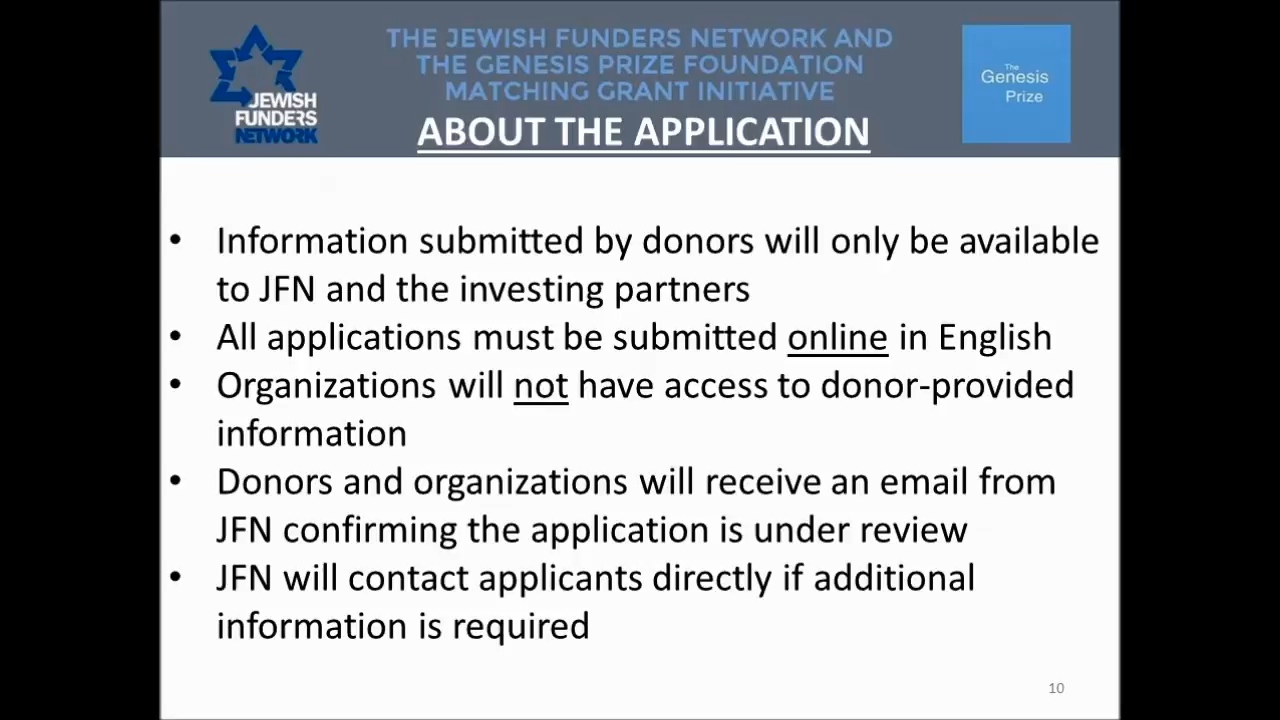 JEWISH
FUNDERS
NETWORK
THE JEWISH FUNDERS NETWORK AND
THE GENESIS PRIZE FOUNDATION
MATCHING GRANT INITIATIVE
ABOUT THE APPLICATION
The
Genesis
Prize
• Information submitted by donors will only be available
to JFN and the investing partners
• All applications must be submitted online in English
• Organizations will not have access to donor-provided
information
• Donors and organizations will receive an email from
JFN confirming the application is under review
• JFN will contact applicants directly if additional
information is required
10